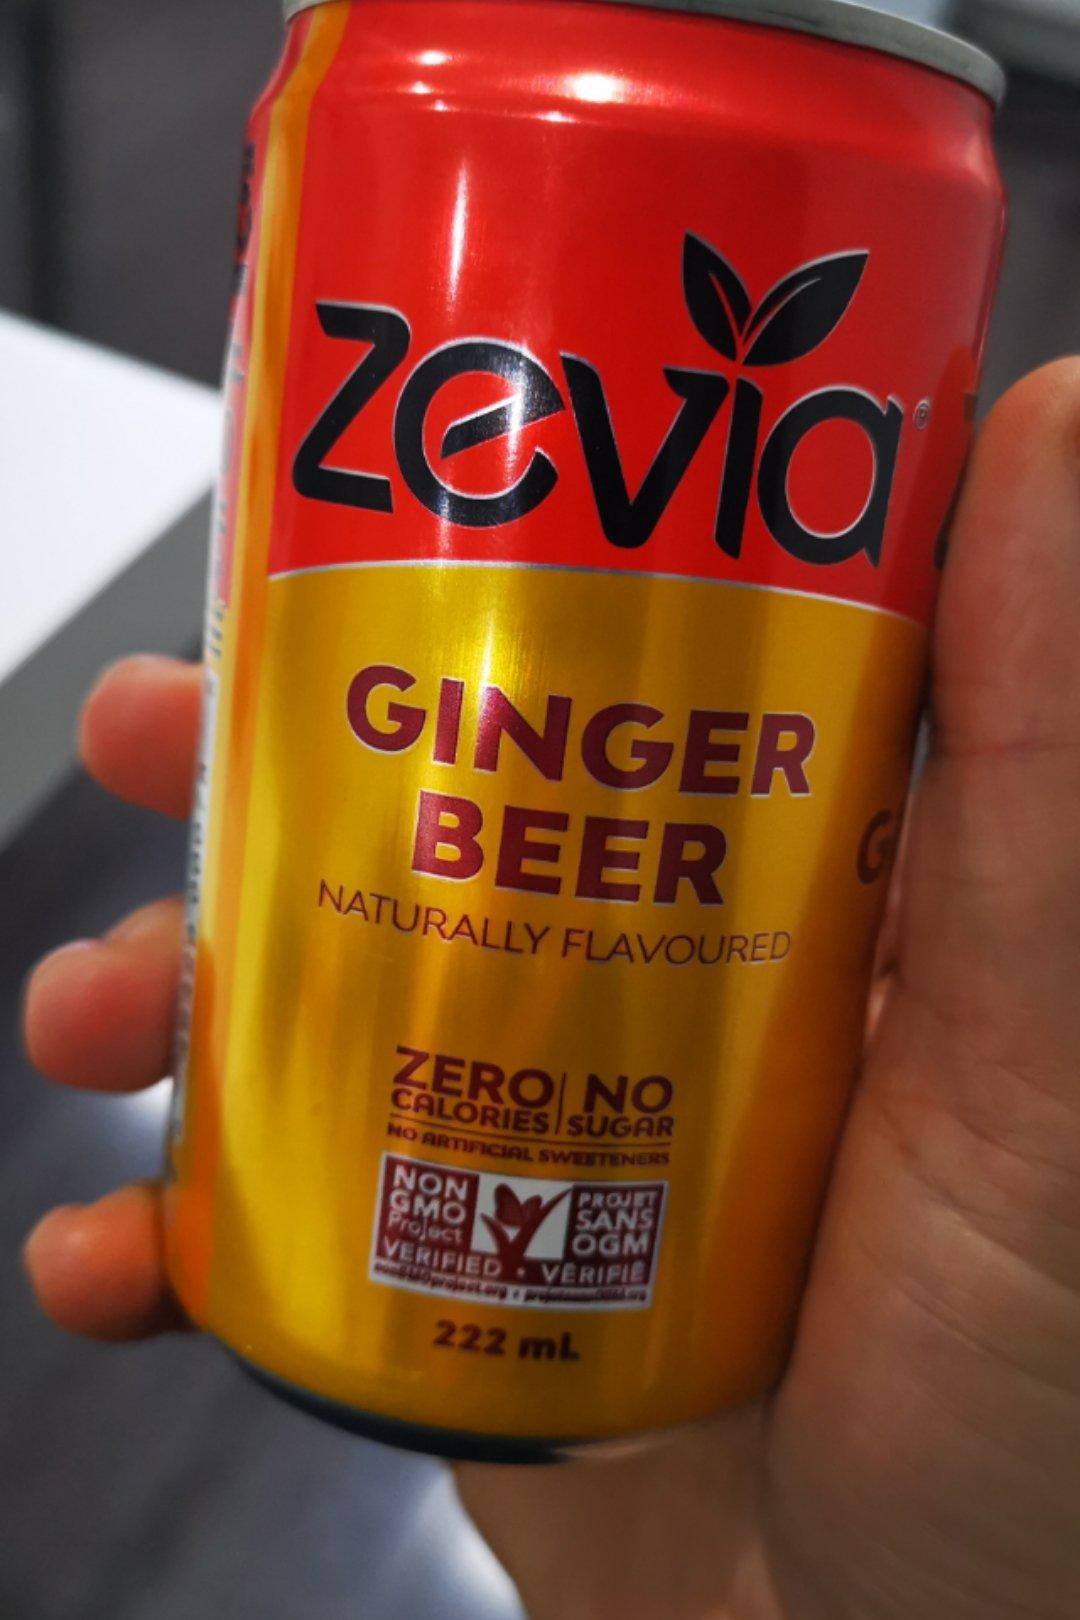 zevia®
GINGER
BEER
NATURALLY FLAVOURED
ZERO CALORIES | NO SUGAR
NO ARTIFICIAL SWEETENERS
NON GMO Project VERIFIED • PROJET SANS OGM VÉRIFIÉ
222 mL
G